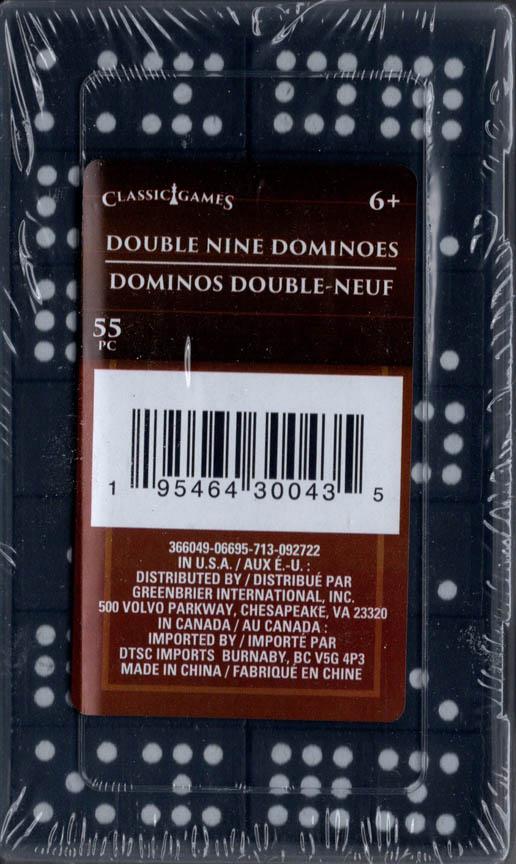 CLASSIC GAMES
6+
DOUBLE NINE DOMINOES
DOMINOS DOUBLE-NEUF
55
PC
1 95464 30043 5
366049-06695-713-092722
IN U.S.A. / AUX É.-U. :
DISTRIBUTED BY / DISTRIBUÉ PAR
GREENBRIER INTERNATIONAL, INC.
500 VOLVO PARKWAY, CHESAPEAKE, VA 23320
IN CANADA / AU CANADA :
IMPORTED BY / IMPORTÉ PAR
DTSC IMPORTS BURNABY, BC V5G 4P3
MADE IN CHINA / FABRIQUÉ EN CHINE